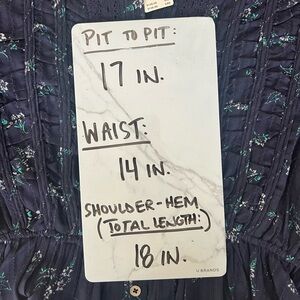 PIT TO PIT:
17 IN.
WAIST:
14 IN.
SHOULDER-HEM
(TOTAL LENGTH:)
18 IN.
U BRANDS